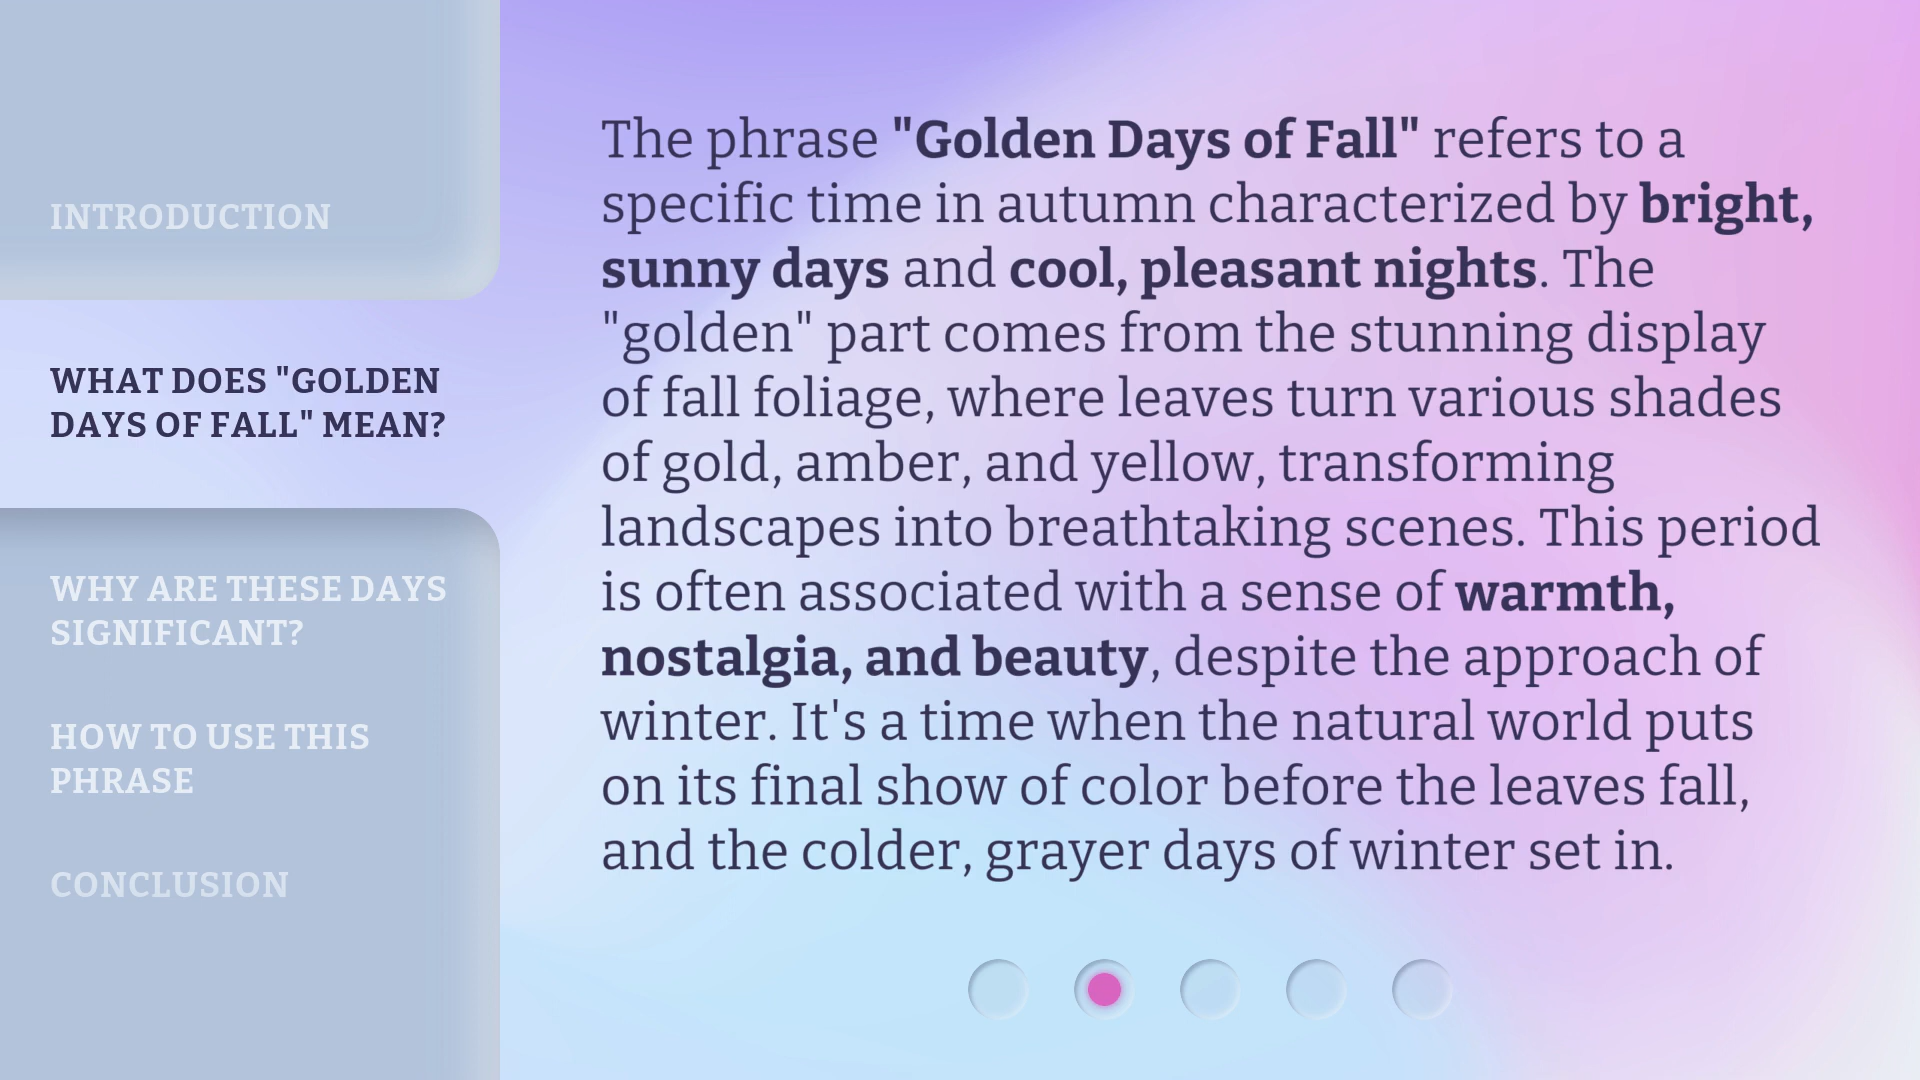 INTRODUCTION
WHAT DOES "GOLDEN
DAYS OF FALL" MEAN?
WHY ARE THESE DAYS
SIGNIFICANT?
HOW TO USE THIS
PHRASE
CONCLUSION
The phrase "Golden Days of Fall" refers to a
specific time in autumn characterized by bright,
sunny days and cool, pleasant nights. The
"golden" part comes from the stunning display
of fall foliage, where leaves turn various shades
of gold, amber, and yellow, transforming
landscapes into breathtaking scenes. This period
is often associated with a sense of warmth,
nostalgia, and beauty, despite the approach of
winter. It's a time when the natural world puts
on its final show of color before the leaves fall,
and the colder, grayer days of winter set in.